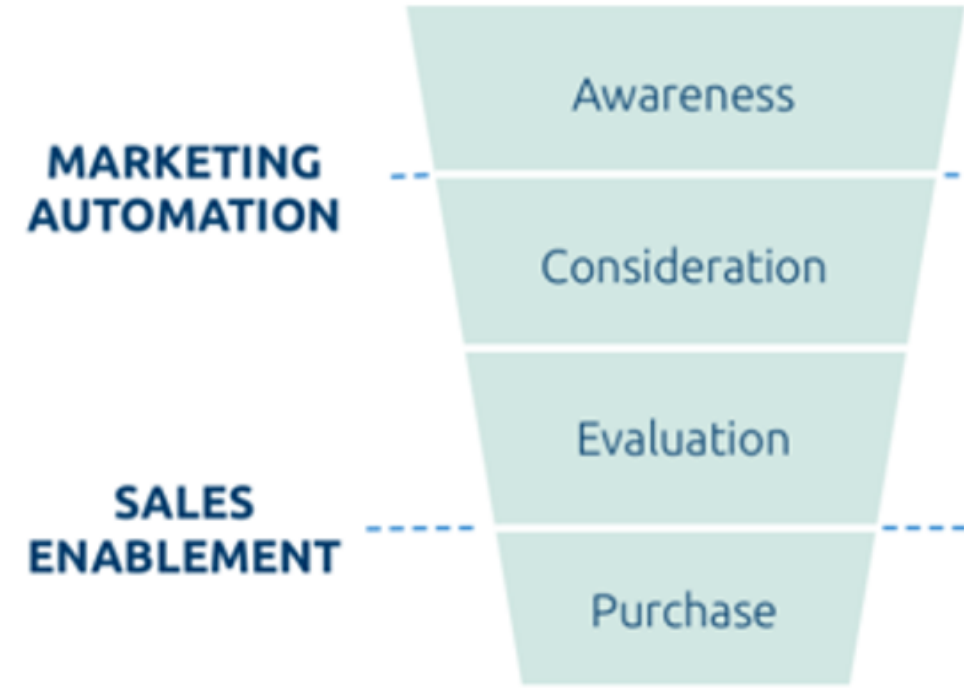 Awareness
MARKETING
AUTOMATION
Consideration
Evaluation
SALES
ENABLEMENT
Purchase